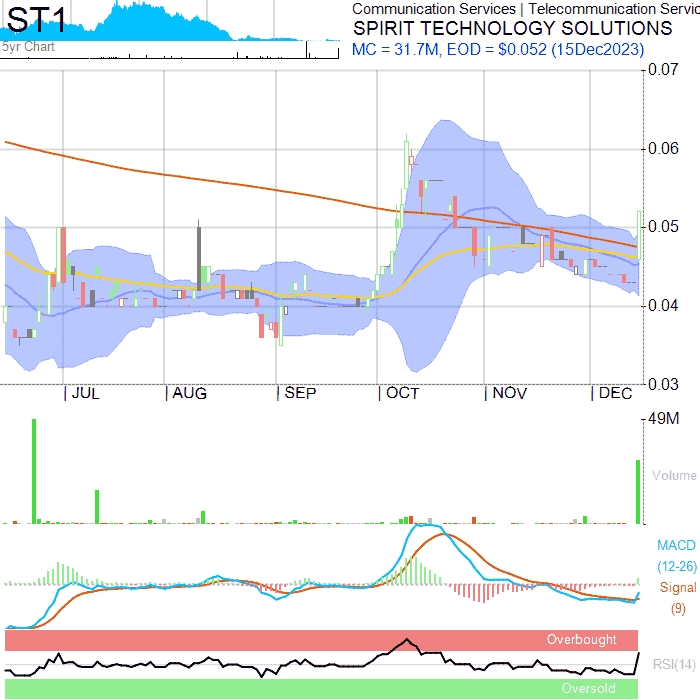 ST1
5yr Chart
Communication Services | Telecommunication Servic
SPIRIT TECHNOLOGY SOLUTIONS
MC = 31.7M, EOD = $0.052 (15Dec2023)
0.07
0.06
0.05
0.04
0.03
JUL AUG SEP OCT NOV DEC
49M
Volume
MACD
(12-26)
Signal
(9)
Overbought
RSI(14)
Oversold